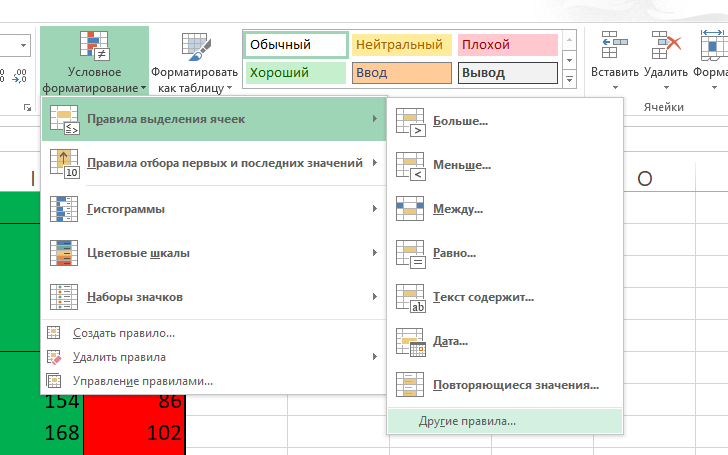 Обычный
Нейтральный
Плохой
Условное
форматирование
Форматировать
как таблицу
Хороший
Ввод
Вывод
Вставить
Удалить
Ячейки
Правила выделения ячеек
Больше...
Правила отбора первых и последних значений
10
Меньше...
I
O
Гистограммы
Между...
Цветовые шкалы
Равно...
Наборы значков
Текст содержит...
ab
Создать правило...
Дата...
Удалить правила
Управление правилами...
Повторяющиеся значения...
154
86
Другие правила...
168
102